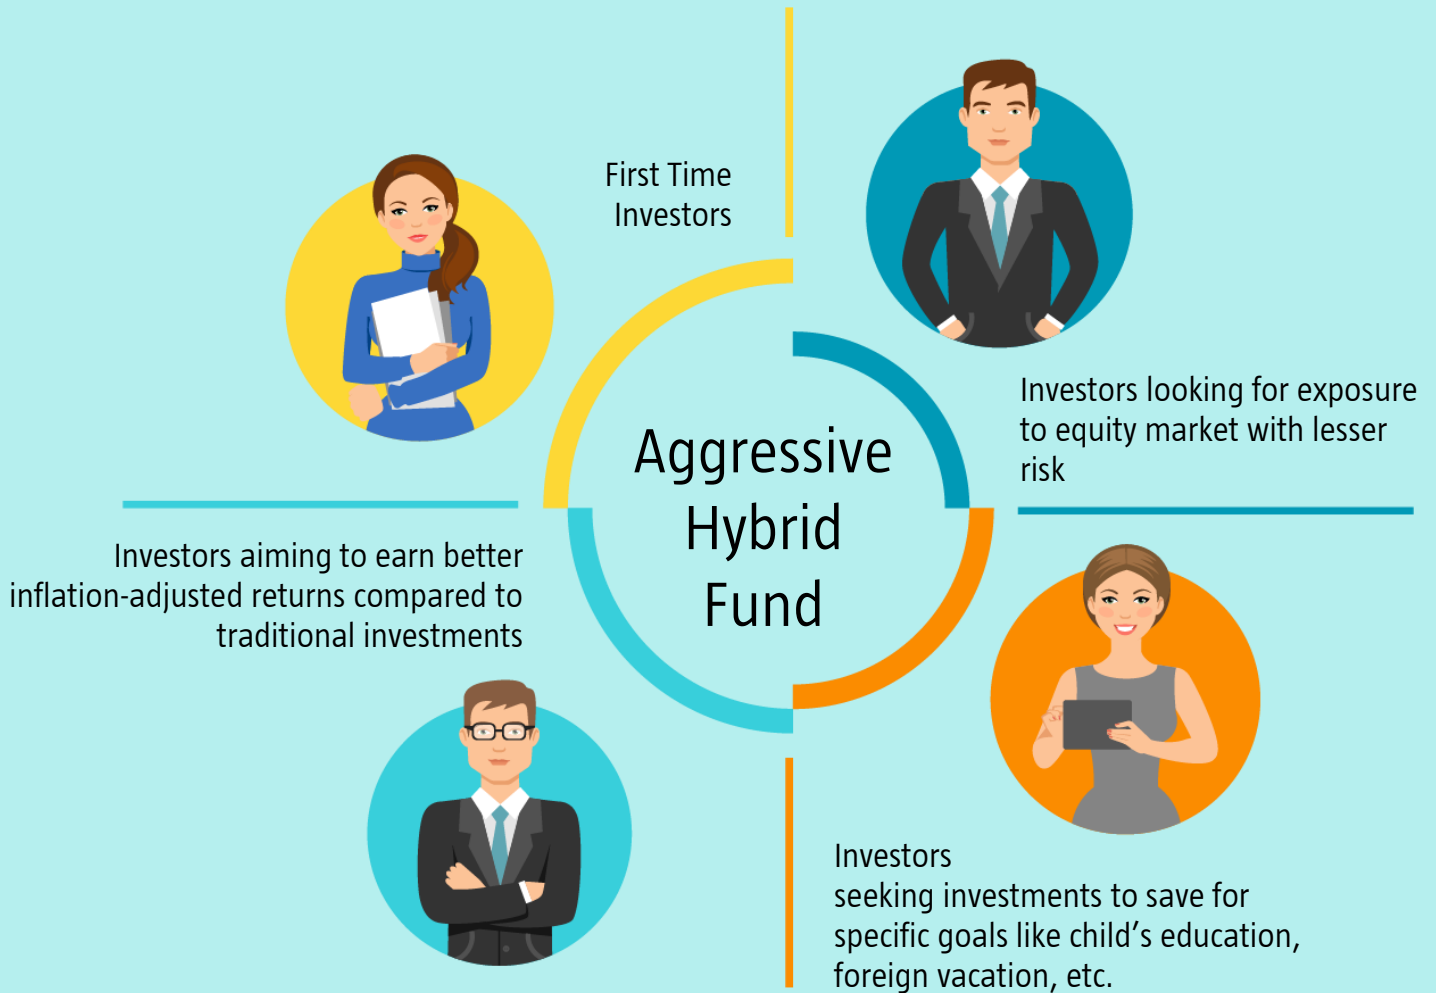 First Time
Investors
Investors looking for exposure
to equity market with lesser
risk
Aggressive
Hybrid
Fund
Investors aiming to earn better
inflation-adjusted returns compared to
traditional investments
Investors
seeking investments to save for
specific goals like child’s education,
foreign vacation, etc.